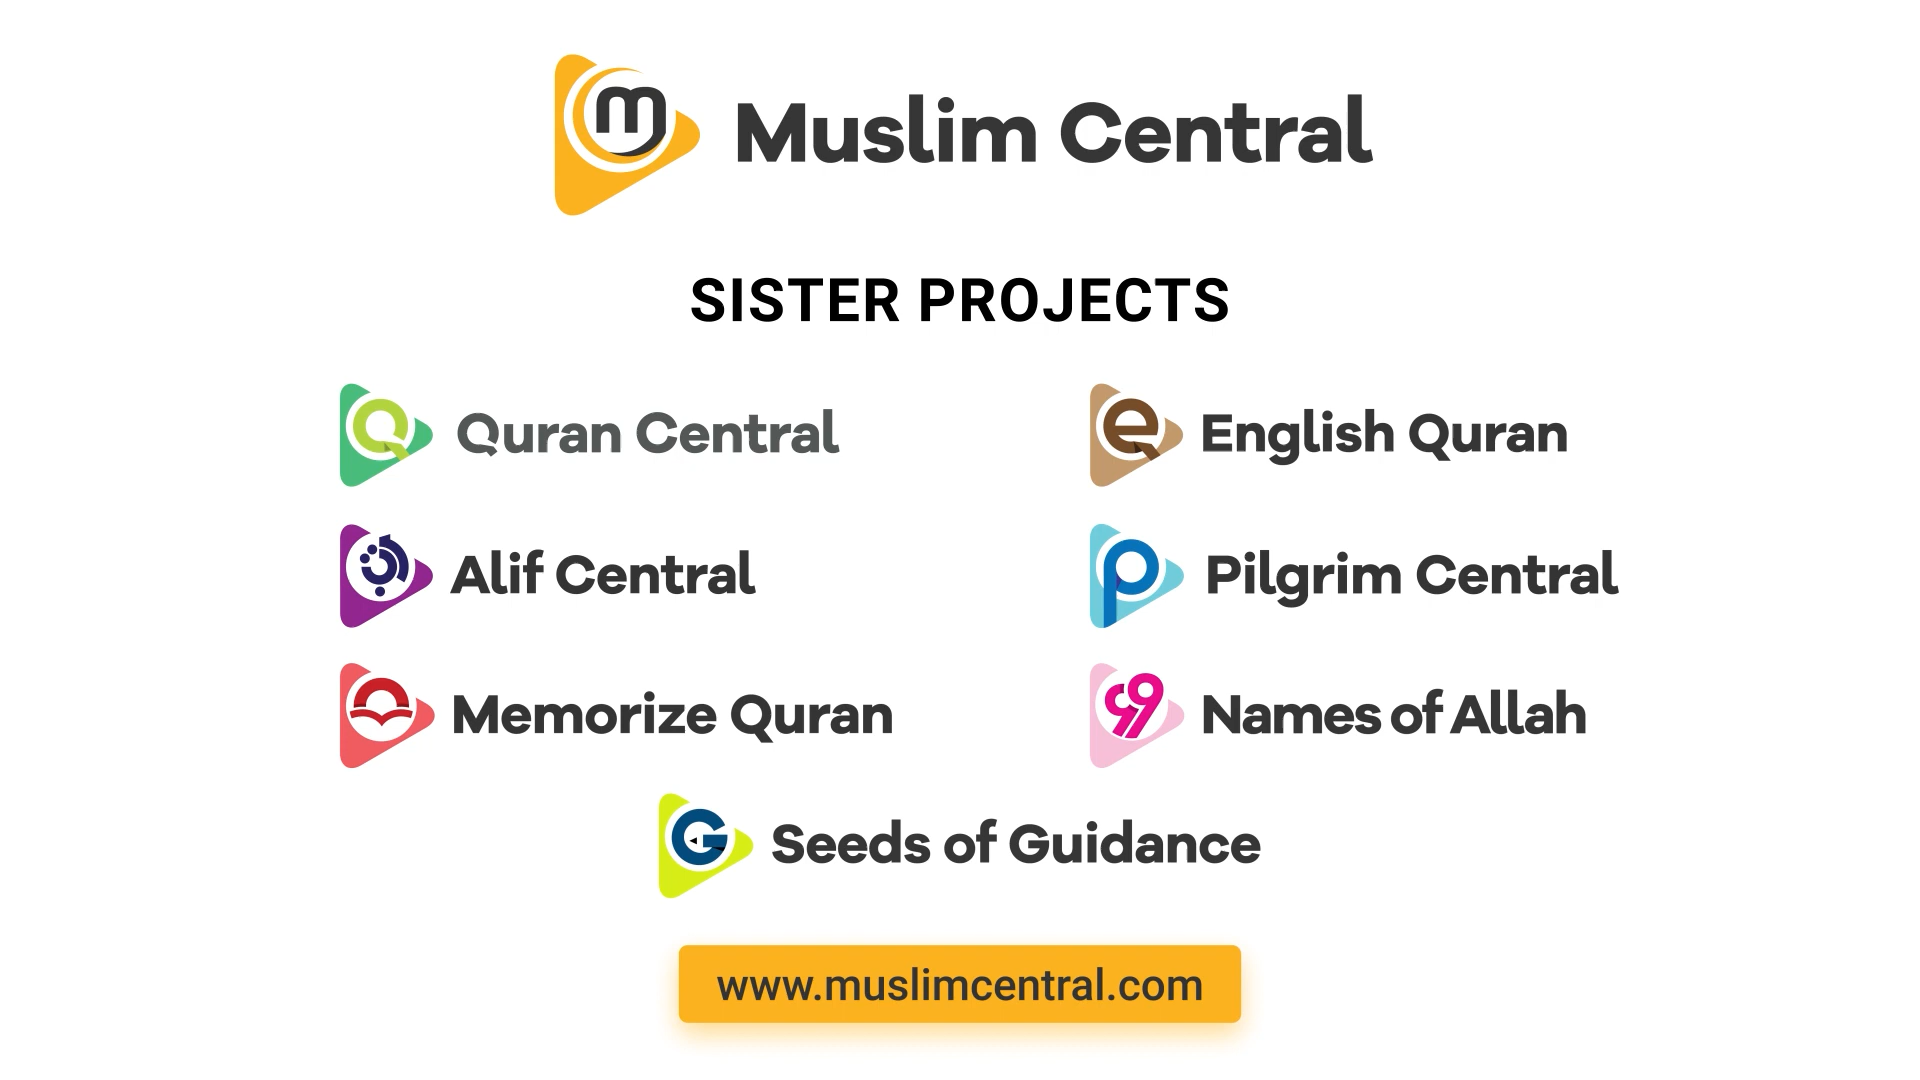 Muslim Central
SISTER PROJECTS
Quran Central
English Quran
Alif Central
Pilgrim Central
Memorize Quran
99 Names of Allah
Seeds of Guidance
www.muslimcentral.com